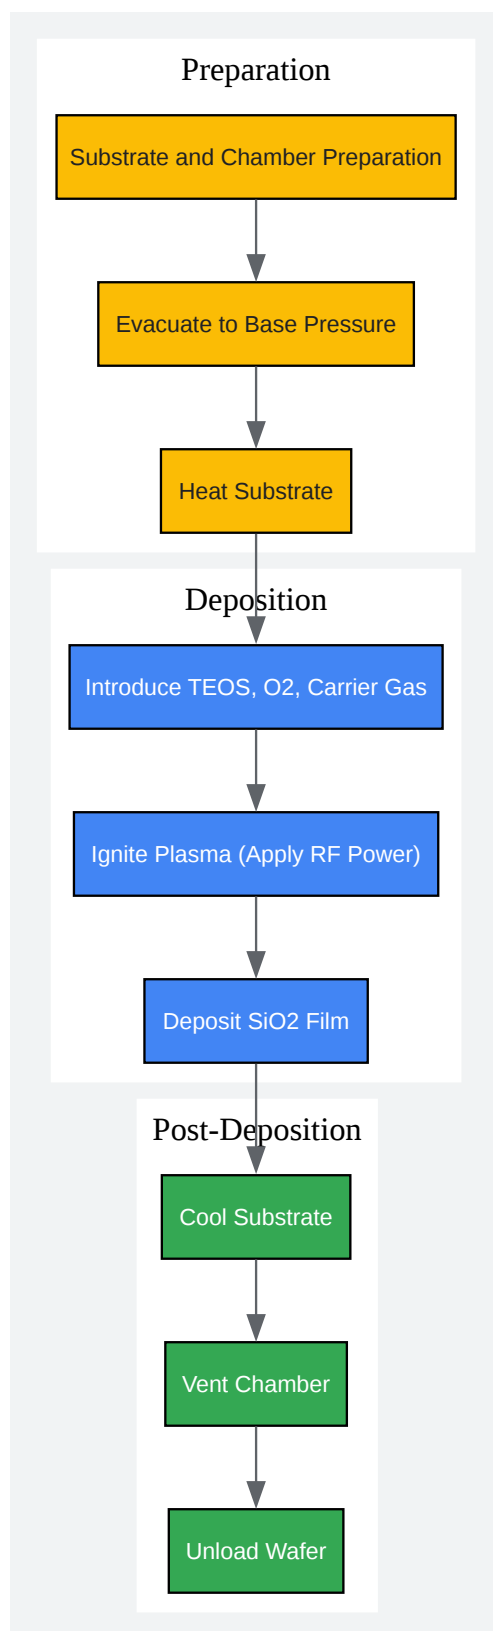 Preparation
Substrate and Chamber Preparation
Evacuate to Base Pressure
Heat Substrate
Deposition
Introduce TEOS, O2, Carrier Gas
Ignite Plasma (Apply RF Power)
Deposit SiO2 Film
Post-Deposition
Cool Substrate
Vent Chamber
Unload Wafer